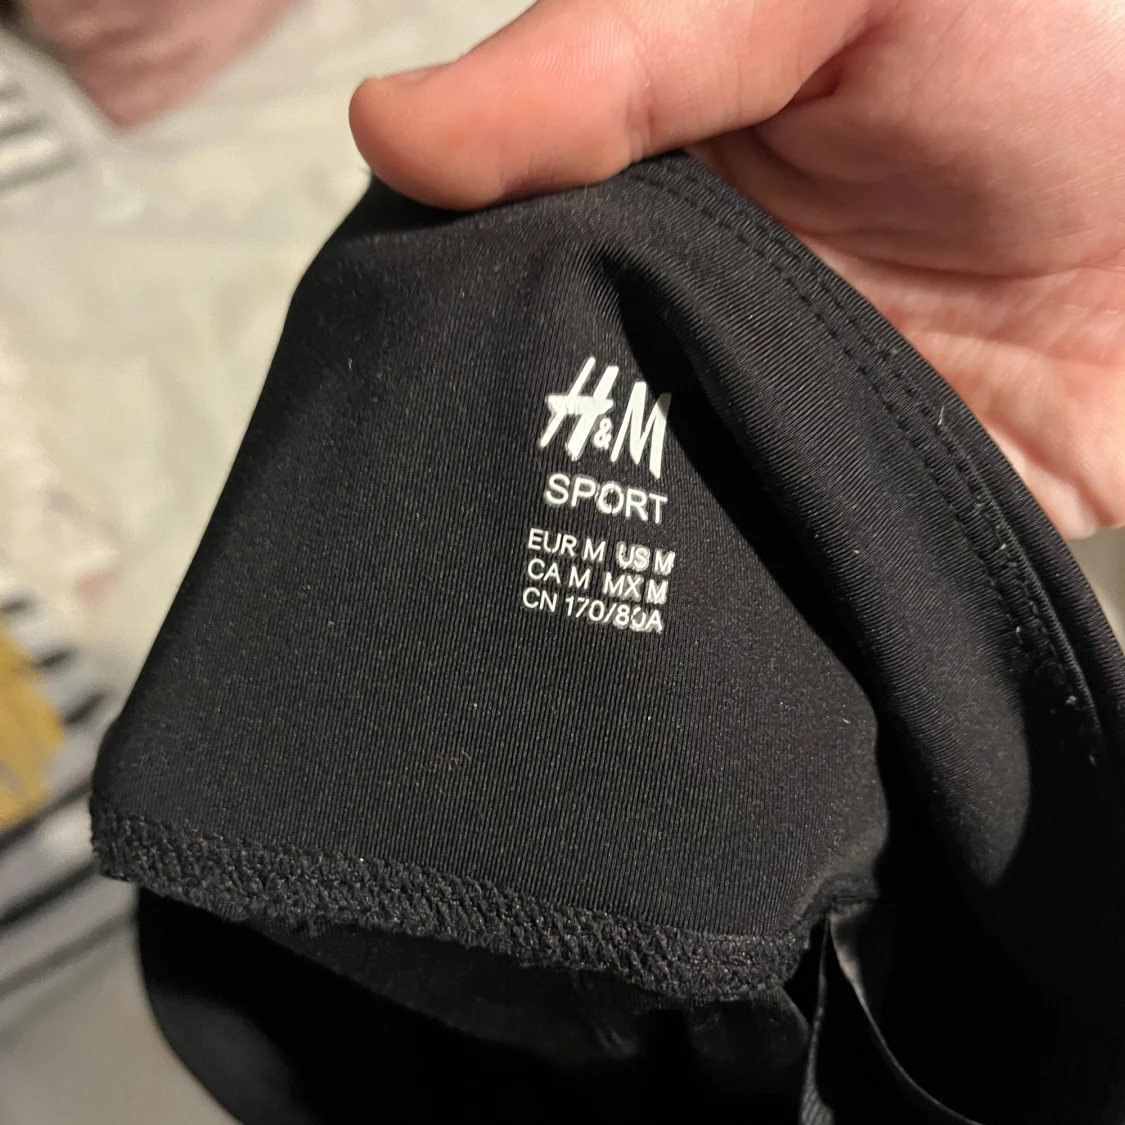 H&M
SPORT
EUR M US M
CA M MX M
CN 170/80A